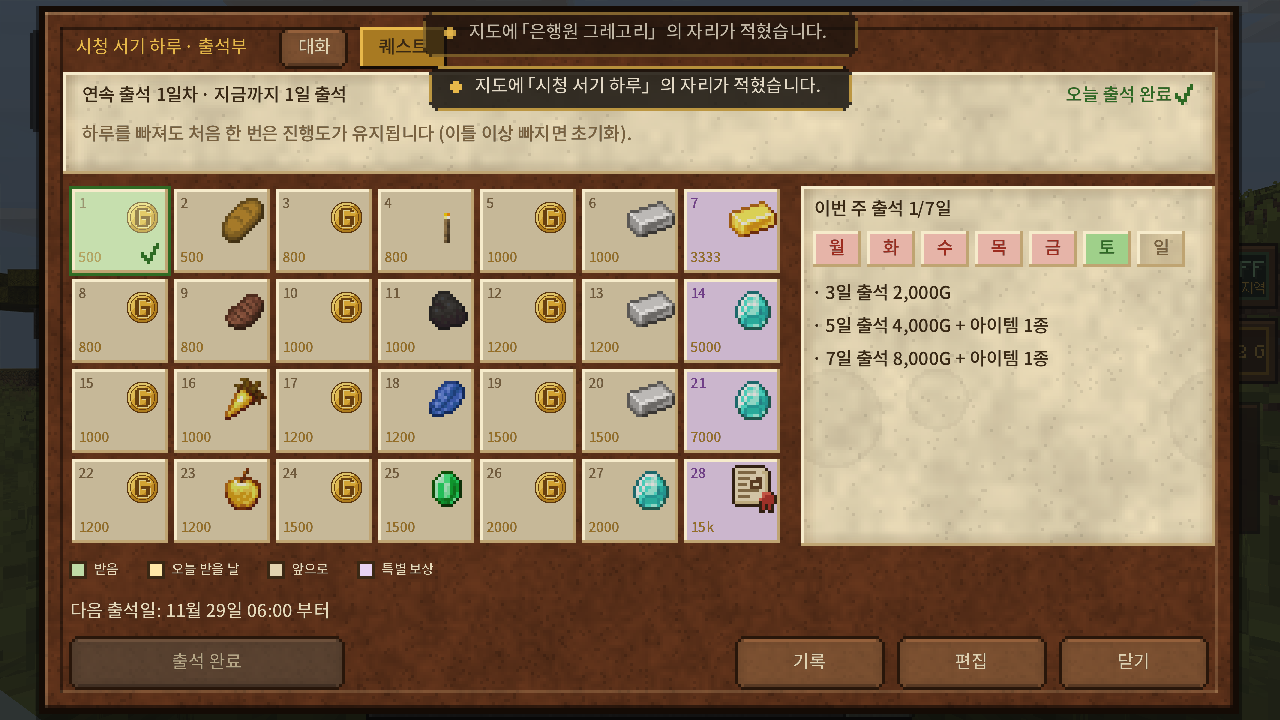 시청 서기 하루 · 출석부
대화
퀘스트
지도에 「은행원 그레고리」 의 자리가 적혔습니다.
지도에 「시청 서기 하루」 의 자리가 적혔습니다.
연속 출석 1일차 · 지금까지 1일 출석
오늘 출석 완료
하루를 빠져도 처음 한 번은 진행도가 유지됩니다 (이틀 이상 빠지면 초기화).
1 500
2 500
3 800
4 800
5 1000
6 1000
7 3333
8 800
9 800
10 1000
11 1000
12 1200
13 1200
14 5000
15 1000
16 1000
17 1200
18 1200
19 1500
20 1500
21 7000
22 1200
23 1200
24 1500
25 1500
26 2000
27 2000
28 15k
이번 주 출석 1/7일
월 화 수 목 금 토 일
· 3일 출석 2,000G
· 5일 출석 4,000G + 아이템 1종
· 7일 출석 8,000G + 아이템 1종
받음
오늘 받을 날
앞으로
특별 보상
다음 출석일: 11월 29일 06:00 부터
출석 완료
기록
편집
닫기